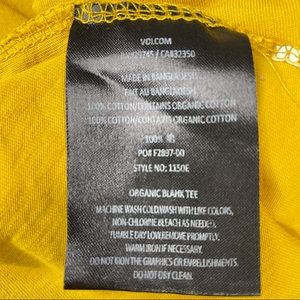 VOLCOM
/ CA#32350
MADE IN BANGLADESH
FAIT AU BANGLADESH
100% COTTON/CONTAINS ORGANIC COTTON
100% COTTON/CONTAINS ORGANIC COTTON
100%
PO# F2897-00
STYLE NO: 1150E
ORGANIC BLANK TEE
MACHINE WASH COLD.WASH WITH LIKE COLORS,
NON-CHLORINE BLEACH AS NEEDED.
TUMBLE DRY LOW.REMOVE PROMPTLY.
WARM IRON IF NECESSARY.
DO NOT IRON THE GRAPHICS OR EMBELLISHMENTS.
DO NOT DRY CLEAN.